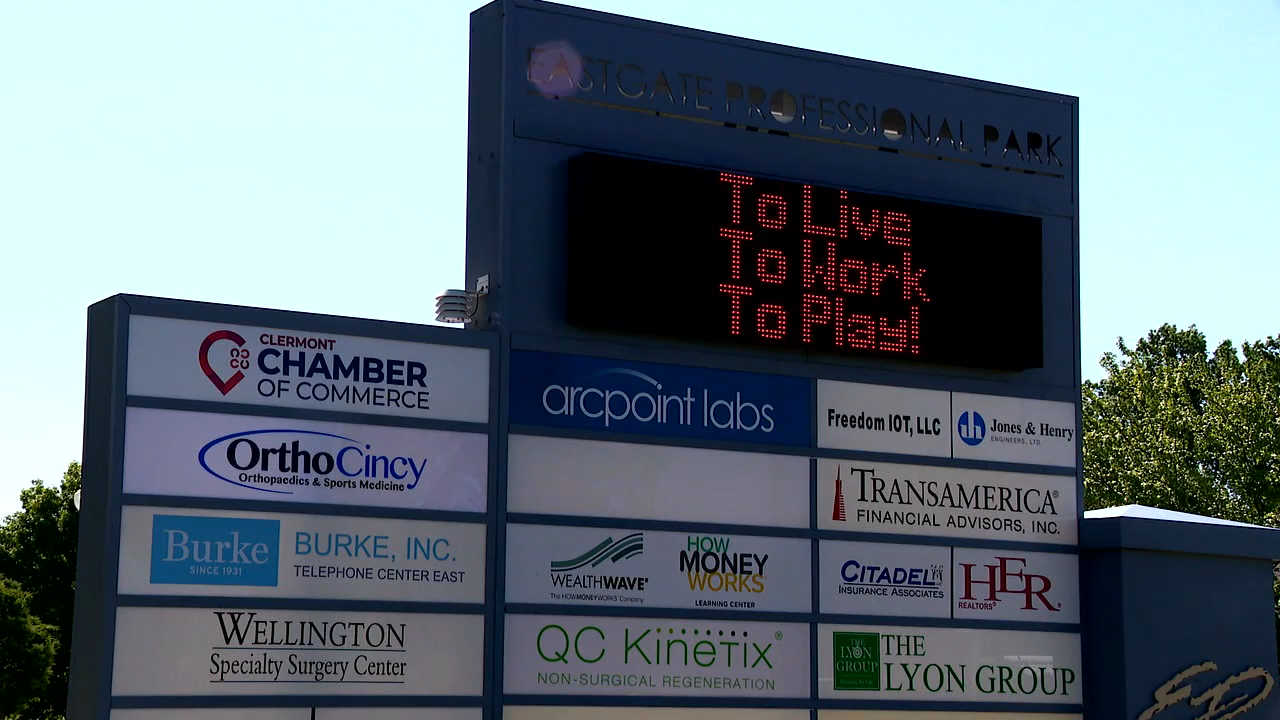 EASTGATE PROFESSIONAL PARK
To Live
To Work
To Play!
CLERMONT
CHAMBER
OF COMMERCE
OrthoCincy
Orthopaedics & Sports Medicine
Burke
SINCE 1931
BURKE, INC.
TELEPHONE CENTER EAST
WELLINGTON
Specialty Surgery Center
arcpoint labs
Freedom IOT, LLC
Jones & Henry
ENGINEERS, LTD.
TRANSAMERICA®
FINANCIAL ADVISORS, INC.
WEALTHWAVE®
The HOWMONEYWORKS Company
HOW
MONEY
WORKS
LEARNING CENTER
CITADEL
INSURANCE ASSOCIATES
HER
REALTORS®
QC Kinetix®
NON-SURGICAL REGENERATION
THE
LYON
GROUP
THE
LYON GROUP